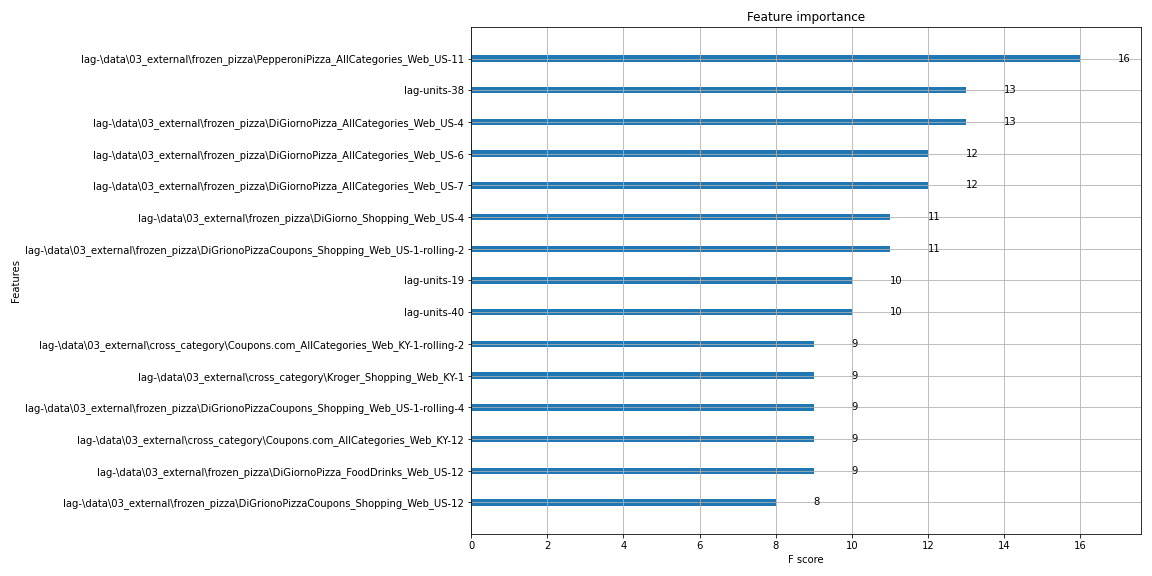 Feature importance
lag-\data\03_external\frozen_pizza\PepperoniPizza_AllCategories_Web_US-11
16
lag-units-38
13
lag-\data\03_external\frozen_pizza\DiGiornoPizza_AllCategories_Web_US-4
13
lag-\data\03_external\frozen_pizza\DiGiornoPizza_AllCategories_Web_US-6
12
lag-\data\03_external\frozen_pizza\DiGiornoPizza_AllCategories_Web_US-7
12
lag-\data\03_external\frozen_pizza\DiGiorno_Shopping_Web_US-4
11
lag-\data\03_external\frozen_pizza\DiGrionoPizzaCoupons_Shopping_Web_US-1-rolling-2
11
lag-units-19
10
lag-units-40
10
lag-\data\03_external\cross_category\Coupons.com_AllCategories_Web_KY-1-rolling-2
9
lag-\data\03_external\cross_category\Kroger_Shopping_Web_KY-1
9
lag-\data\03_external\frozen_pizza\DiGrionoPizzaCoupons_Shopping_Web_US-1-rolling-4
9
lag-\data\03_external\cross_category\Coupons.com_AllCategories_Web_KY-12
9
lag-\data\03_external\frozen_pizza\DiGiornoPizza_FoodDrinks_Web_US-12
9
lag-\data\03_external\frozen_pizza\DiGrionoPizzaCoupons_Shopping_Web_US-12
8
Features
0 2 4 6 8 10 12 14 16
F score